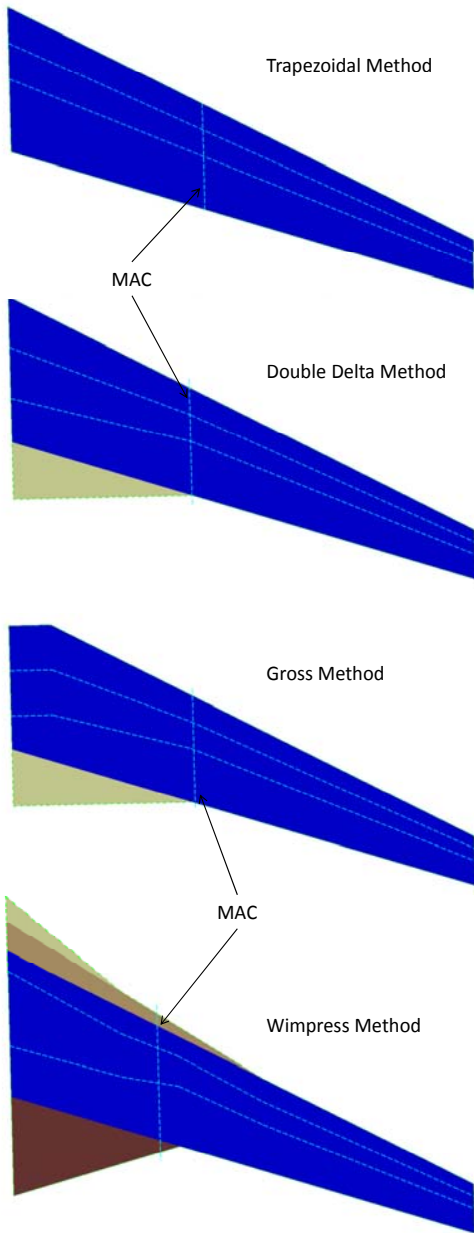 Trapezoidal Method
MAC
Double Delta Method
Gross Method
MAC
Wimpress Method